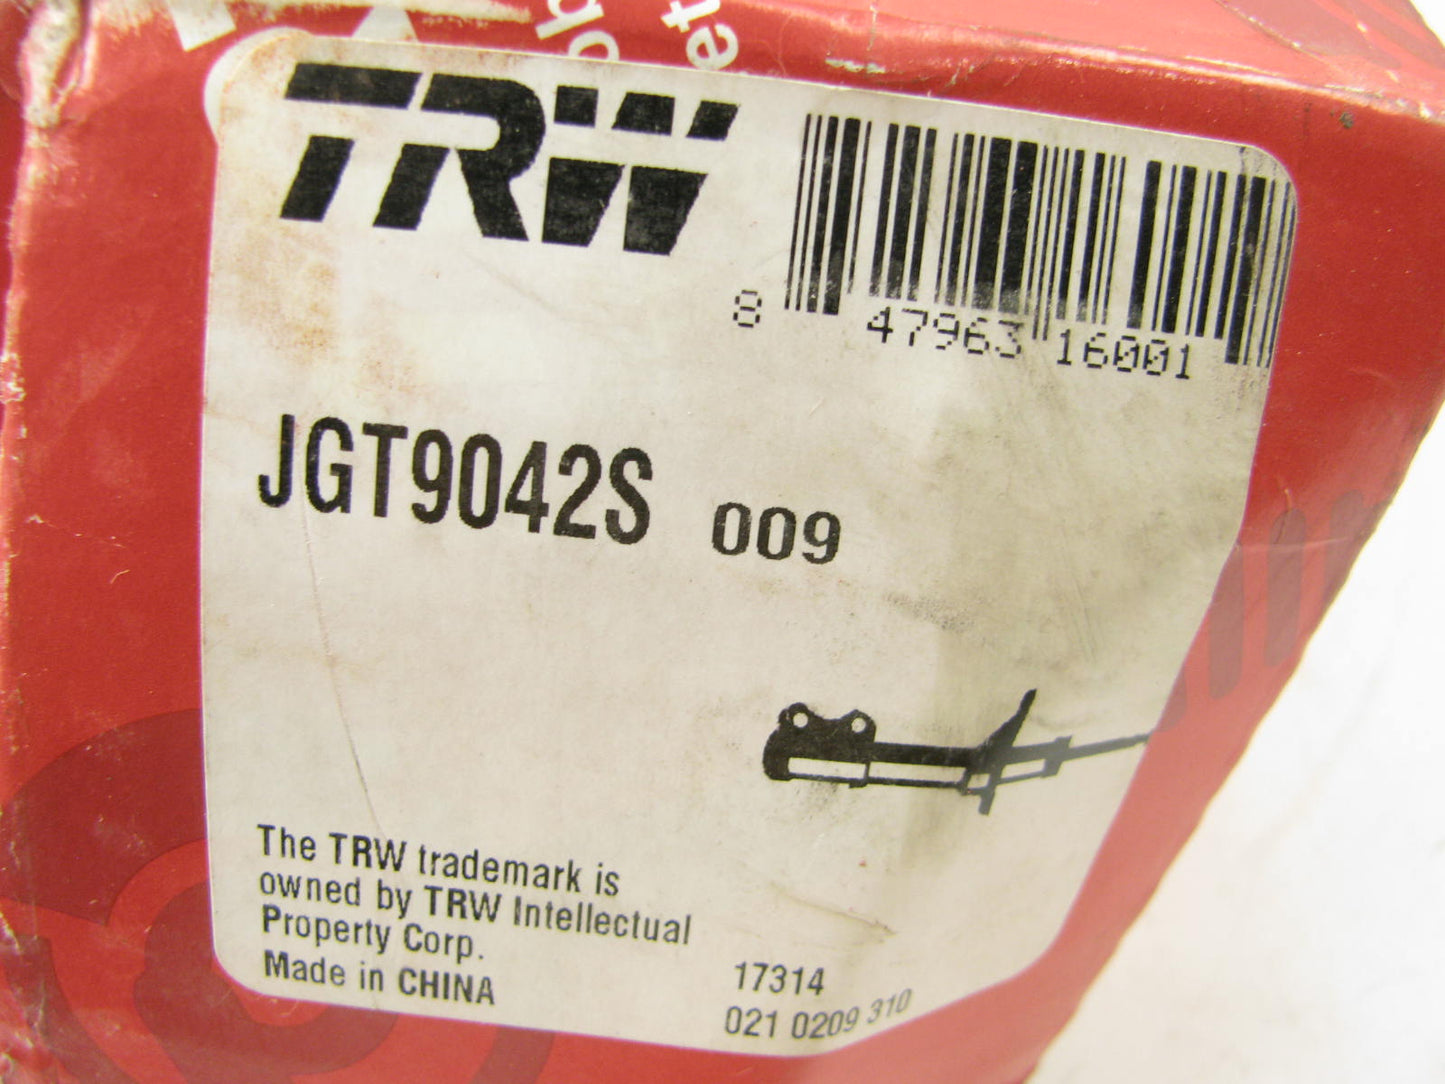 TRW
8 47963 16001
JGT9042S 009
The TRW trademark is
owned by TRW Intellectual
Property Corp.
Made in CHINA
17314
021 0209 310